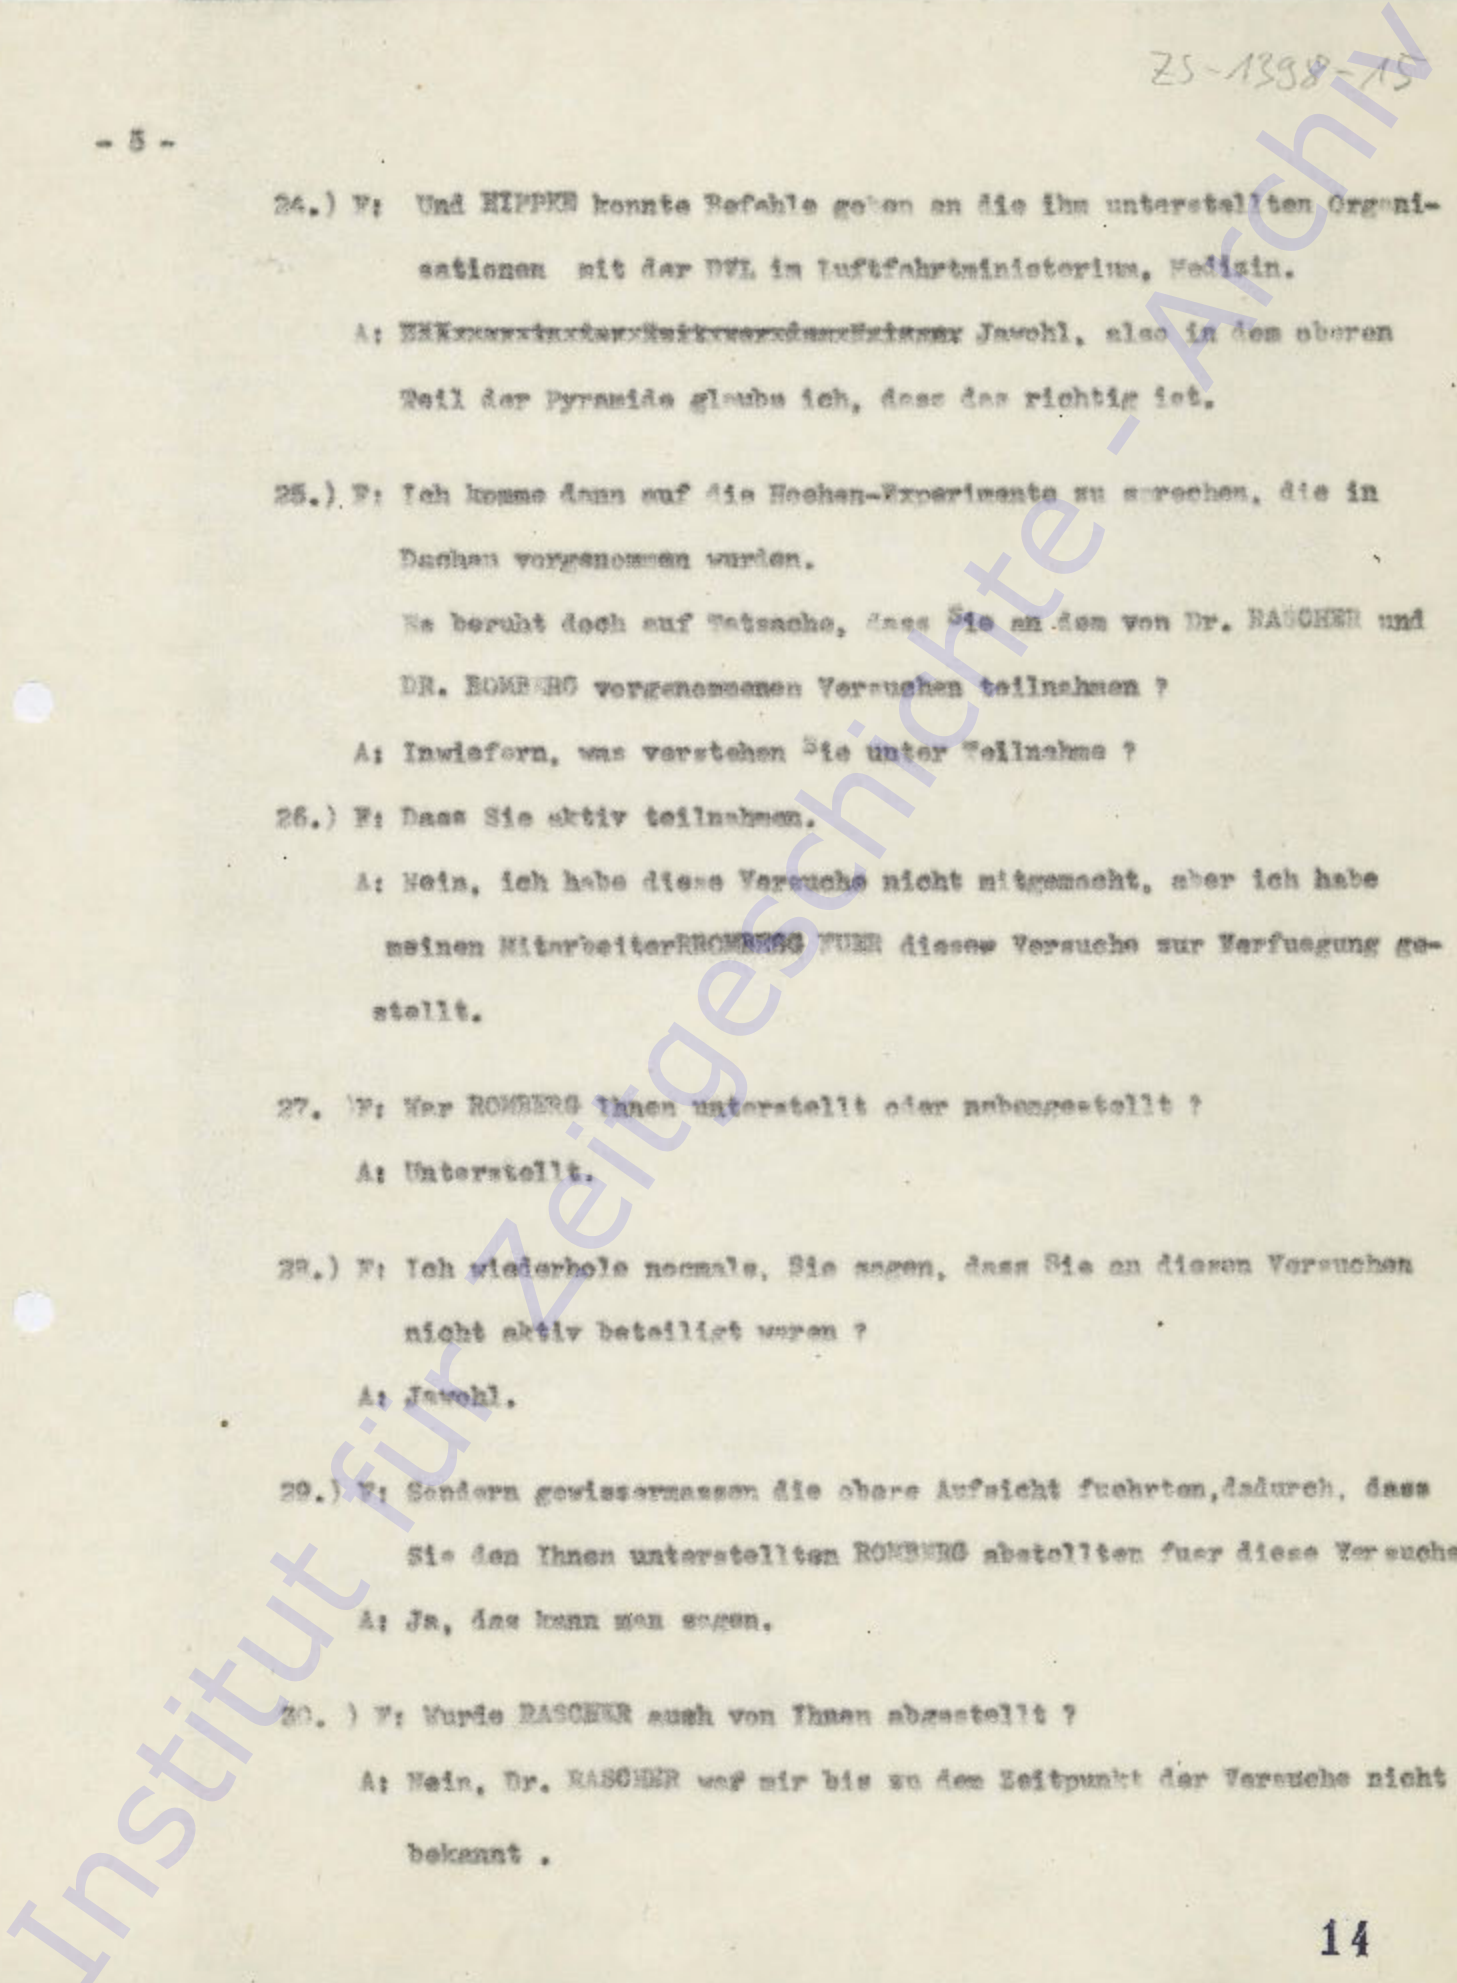 ZS-1398-15
- 5 -
24.) F: Und HIPPKE konnte Befehle geben an die ihm unterstellten Organi-
sationen mit der DVL im Luftfahrtministerium, Medizin.
A: Jawohl, also in dem oberen
Teil der Pyramide glaube ich, dass das richtig ist.
25.) F: Ich komme dann auf die Hoehen-Experimente zu sprechen, die in
Dachau vorgenommen wurden.
Es beruht doch auf Tatsache, dass Sie an dem von Dr. RASCHER und
DR. ROMBERG vorgenommenen Versuchen teilnahmen ?
A: Inwiefern, was verstehen Sie unter Teilnahme ?
26.) F: Dass Sie aktiv teilnahmen.
A: Nein, ich habe diese Versuche nicht mitgemacht, aber ich habe
meinen Mitarbeiter RROMBERG FUER dieser Versuche zur Verfuegung ge-
stellt.
27. )F: War ROMBERG Ihnen unterstellt oder nebengestellt ?
A: Unterstellt.
28.) F: Ich wiederhole nocmals, Sie sagen, dass Sie an diesen Versuchen
nicht aktiv beteiligt waren ?
A: Jawohl.
29.) F: Sondern gewissermassen die obere Aufsicht fuehrten,dadurch, dass
Sie den Ihnen unterstellten ROMBERG abstellten fuer diese Versuche
A: Ja, das kann man sagen.
30. ) F: Wurde RASCHER auch von Ihnen abgestellt ?
A: Nein, Dr. RASCHER war mir bis zu dem Zeitpunkt der Versuche nicht
bekannt .
14
Institut für Zeitgeschichte - Archiv